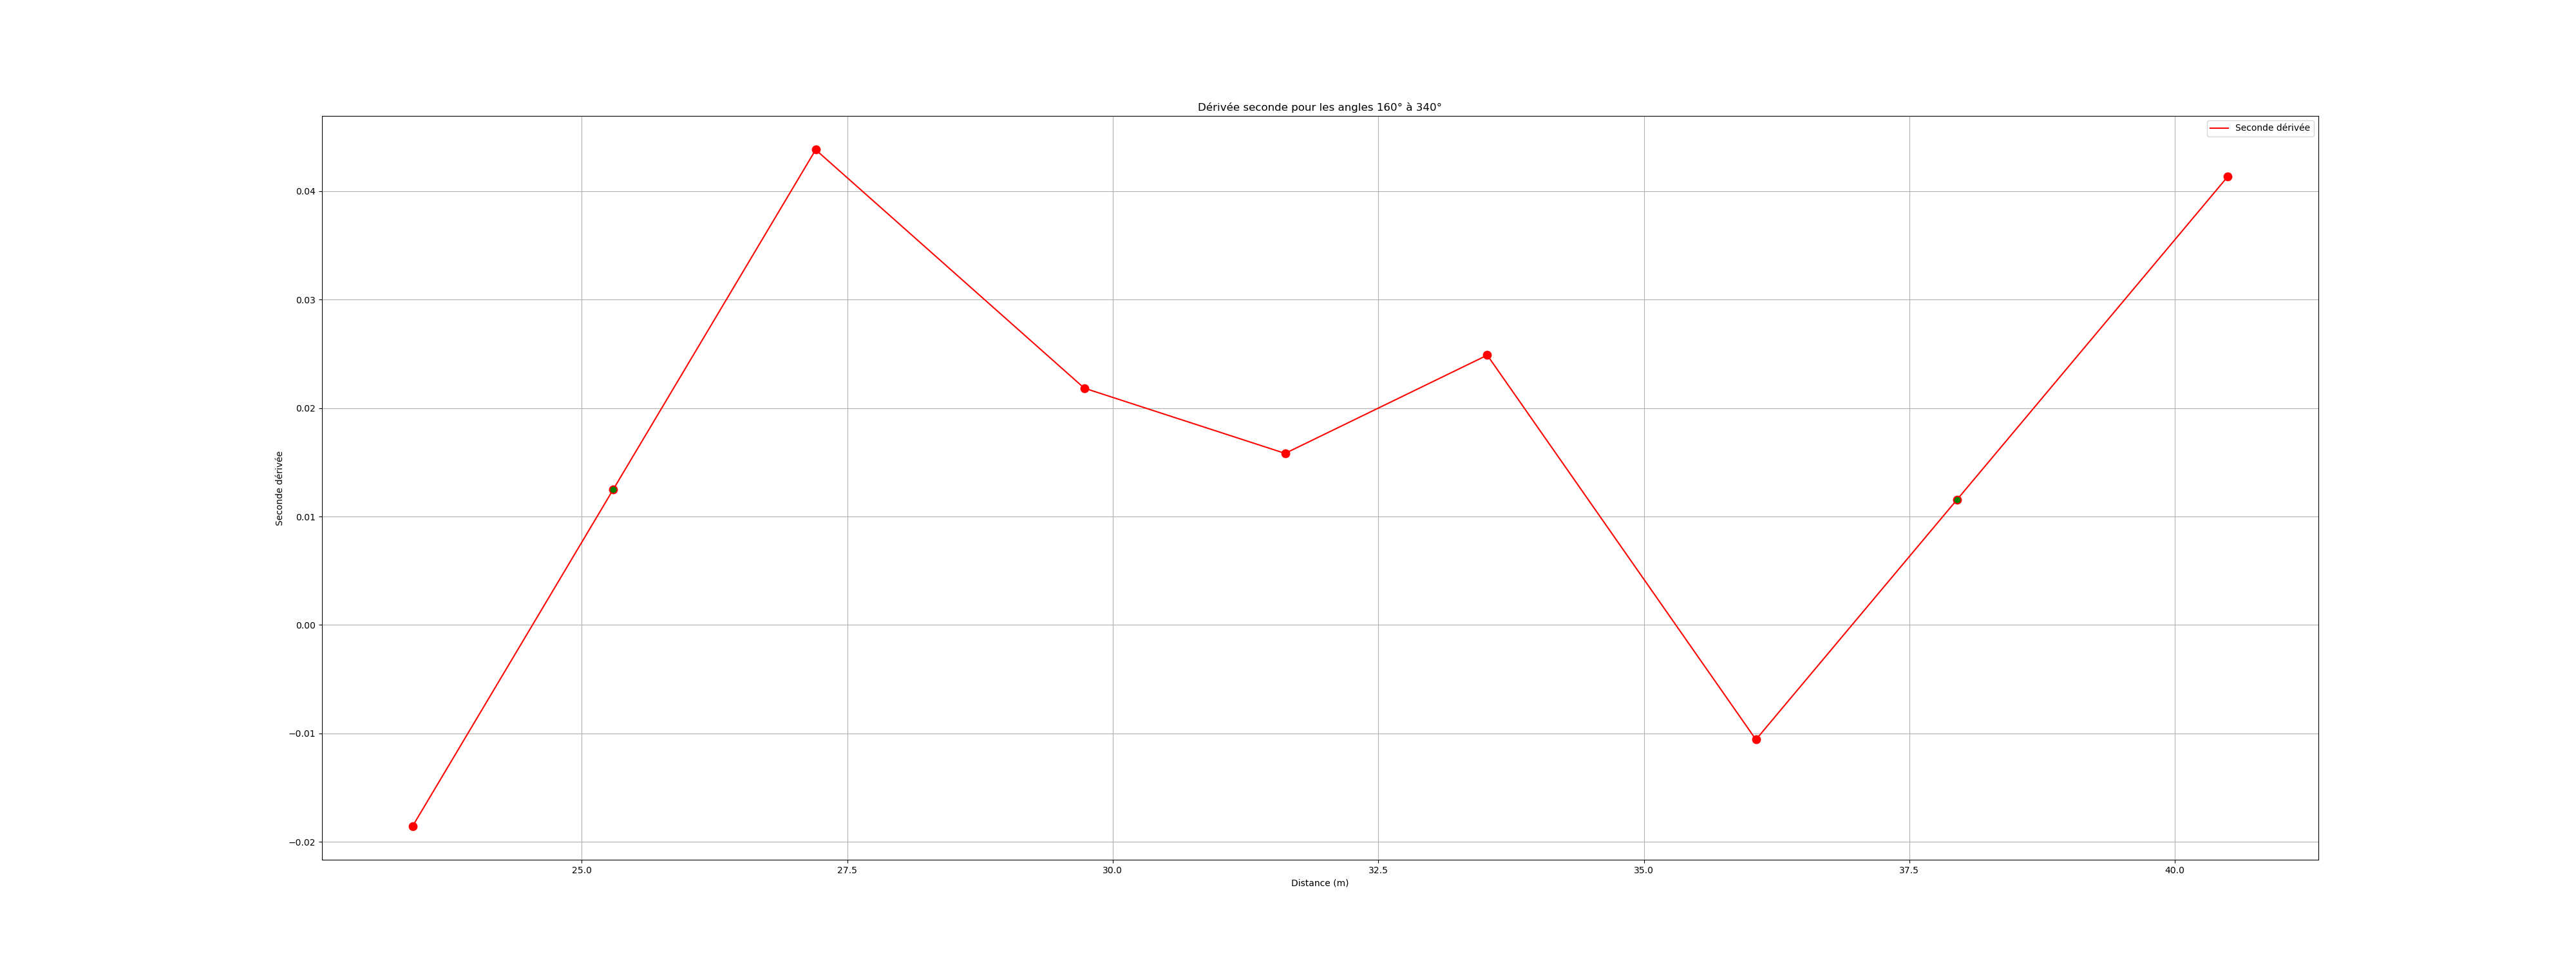 Dérivée seconde pour les angles 160° à 340°
Seconde dérivée
0.04
0.03
0.02
0.01
0.00
−0.01
−0.02
Seconde dérivée
25.0 27.5 30.0 32.5 35.0 37.5 40.0
Distance (m)